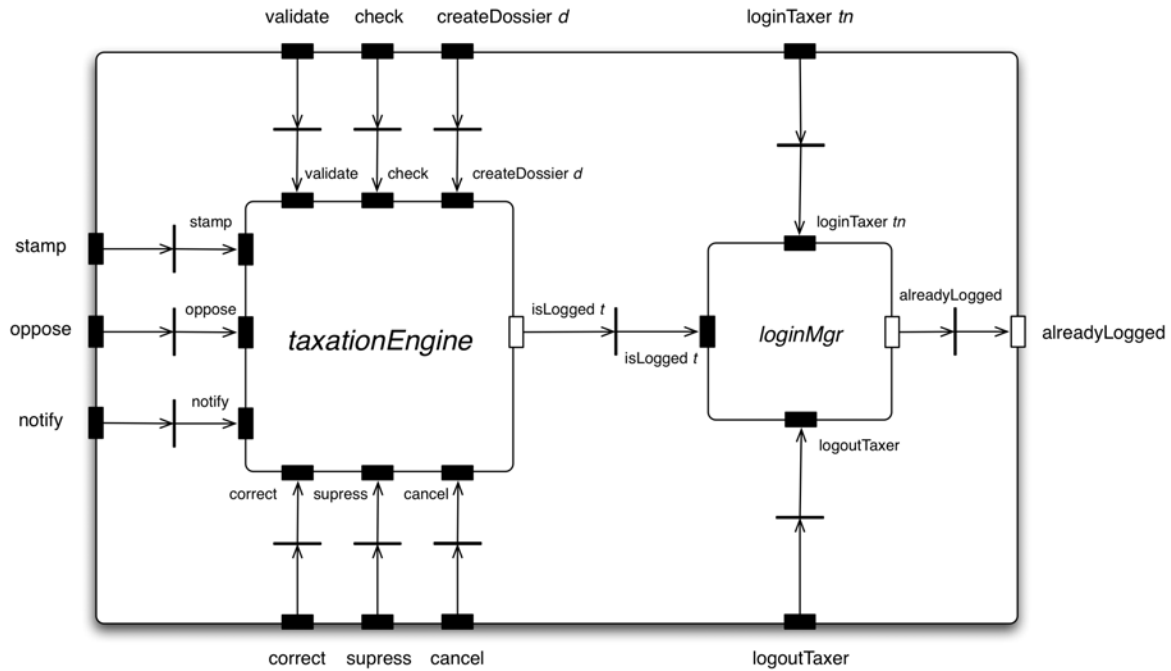 validate check createDossier d loginTaxer tn
validate check createDossier d
stamp
loginTaxer tn
stamp
oppose
isLogged t
alreadyLogged
oppose
taxationEngine
loginMgr
alreadyLogged
isLogged t
notify
notify
logoutTaxer
correct supress cancel
correct supress cancel logoutTaxer